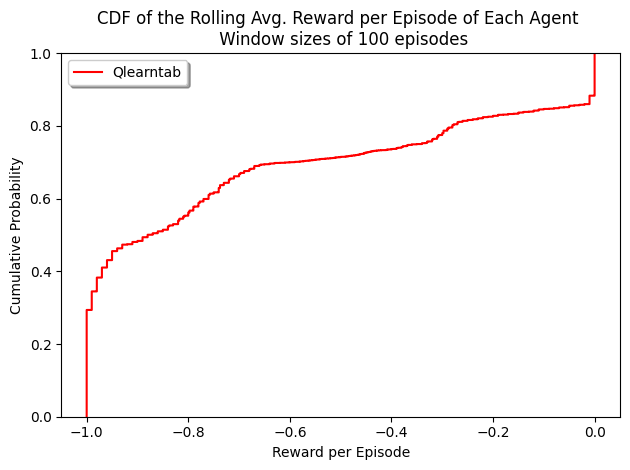 CDF of the Rolling Avg. Reward per Episode of Each Agent
Window sizes of 100 episodes
Qlearntab
Cumulative Probability
1.0
0.8
0.6
0.4
0.2
0.0
−1.0 −0.8 −0.6 −0.4 −0.2 0.0
Reward per Episode